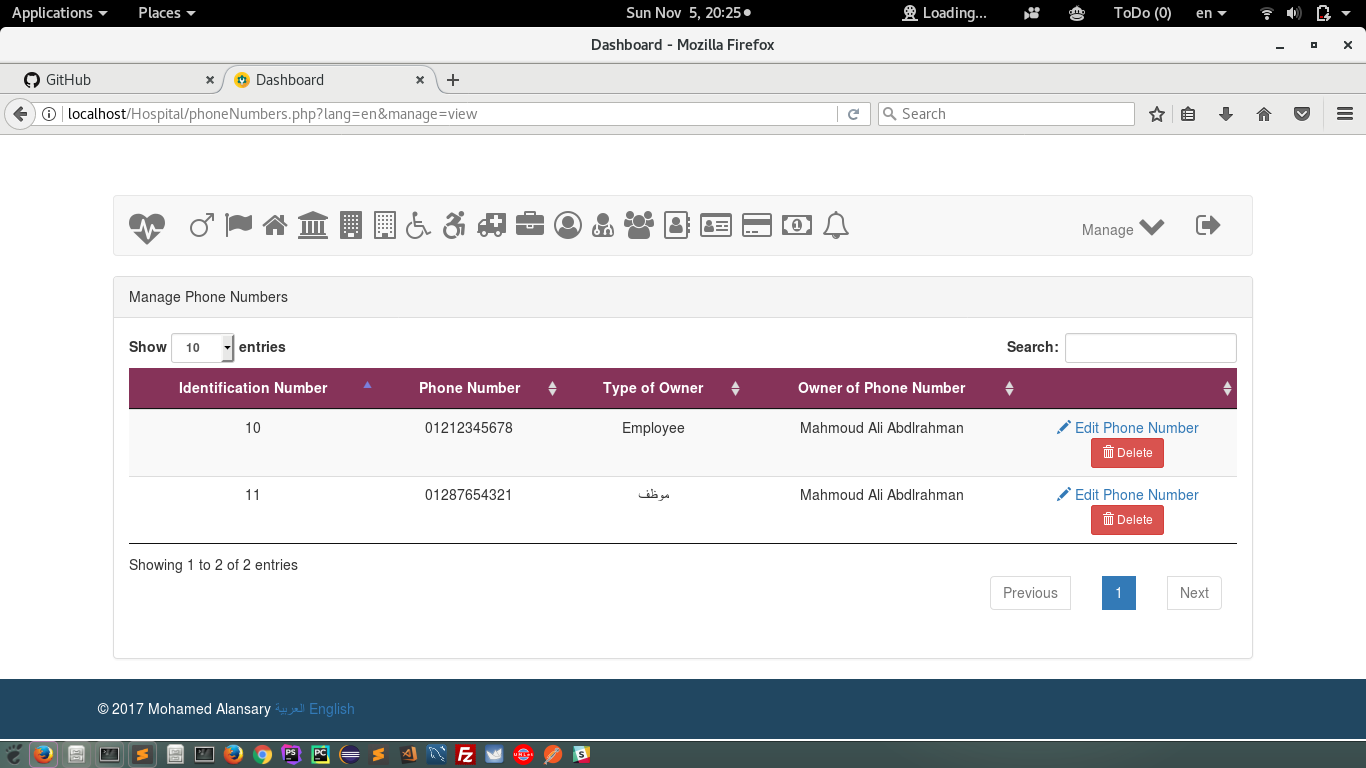 Applications Places Sun Nov 5, 20:25 Loading... ToDo (0) en
Dashboard - Mozilla Firefox
GitHub Dashboard
localhost/Hospital/phoneNumbers.php?lang=en&manage=view Search
Manage
Manage Phone Numbers
Show 10 entries Search:
Identification Number Phone Number Type of Owner Owner of Phone Number
10 01212345678 Employee Mahmoud Ali Abdlrahman Edit Phone Number
Delete
11 01287654321 موظف Mahmoud Ali Abdlrahman Edit Phone Number
Delete
Showing 1 to 2 of 2 entries
Previous 1 Next
© 2017 Mohamed Alansary العربية English